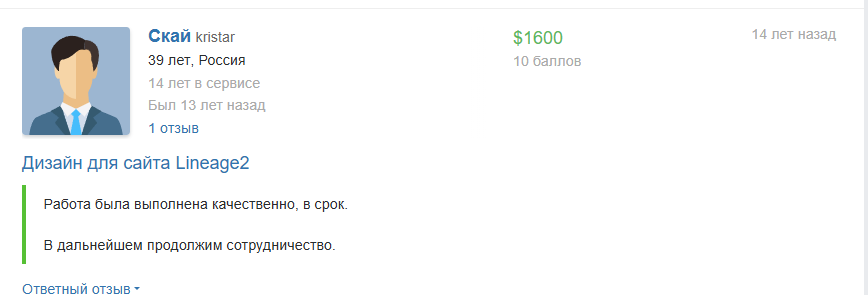 Скай kristar
$1600
14 лет назад
39 лет, Россия
10 баллов
14 лет в сервисе
Был 13 лет назад
1 отзыв
Дизайн для сайта Lineage2
Работа была выполнена качественно, в срок.
В дальнейшем продолжим сотрудничество.
Ответный отзыв